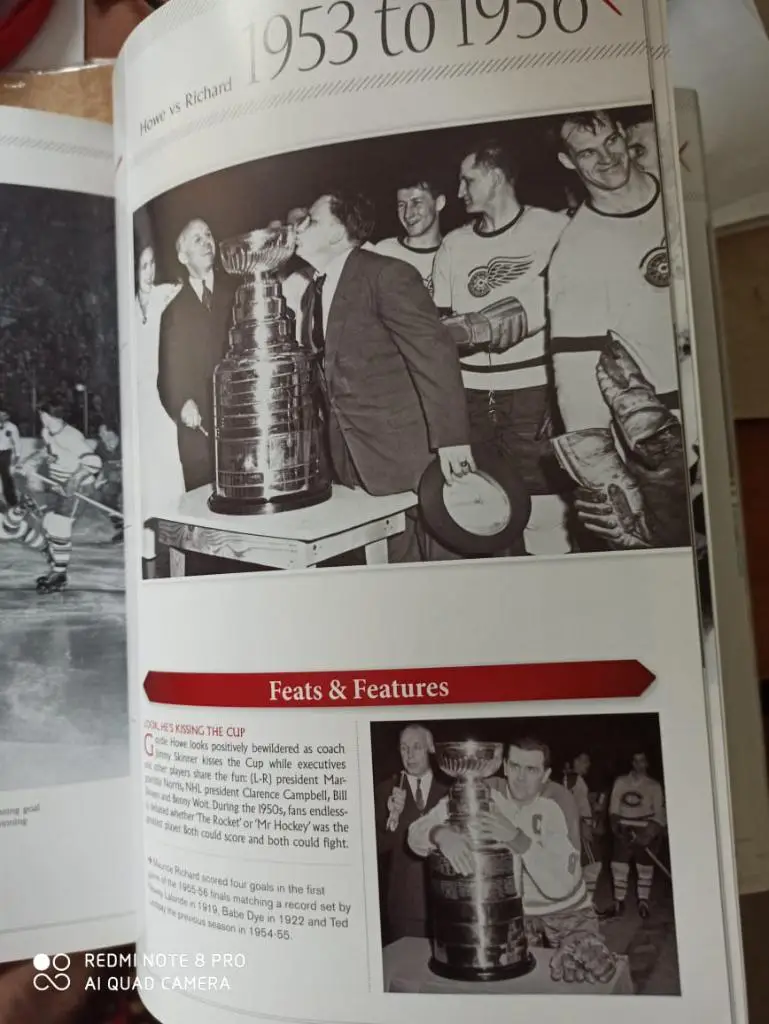 1953 to 1956
Howe vs Richard
Feats & Features
LOOK, HE'S KISSING THE CUP
Gordie Howe looks positively bewildered as coach
Jimmy Skinner kisses the Cup while executives
and other players share the fun: (L-R) president Mar-
guerite Norris, NHL president Clarence Campbell, Bill
and Benny Woit. During the 1950s, fans endless-
ly debated whether 'The Rocket' or 'Mr Hockey' was the
greatest player. Both could score and both could fight.
Maurice Richard scored four goals in the first
game of the 1955-56 finals matching a record set by
Newsy Lalonde in 1919, Babe Dye in 1922 and Ted
Lindsay the previous season in 1954-55.
goal
REDMI NOTE 8 PRO
AI QUAD CAMERA